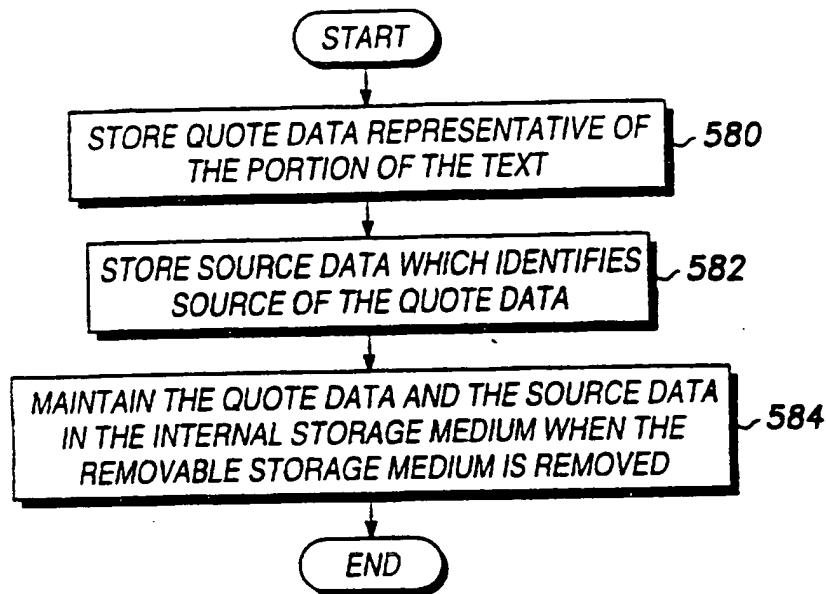 START
STORE QUOTE DATA REPRESENTATIVE OF
THE PORTION OF THE TEXT
580
STORE SOURCE DATA WHICH IDENTIFIES
SOURCE OF THE QUOTE DATA
582
MAINTAIN THE QUOTE DATA AND THE SOURCE DATA
IN THE INTERNAL STORAGE MEDIUM WHEN THE
REMOVABLE STORAGE MEDIUM IS REMOVED
584
END